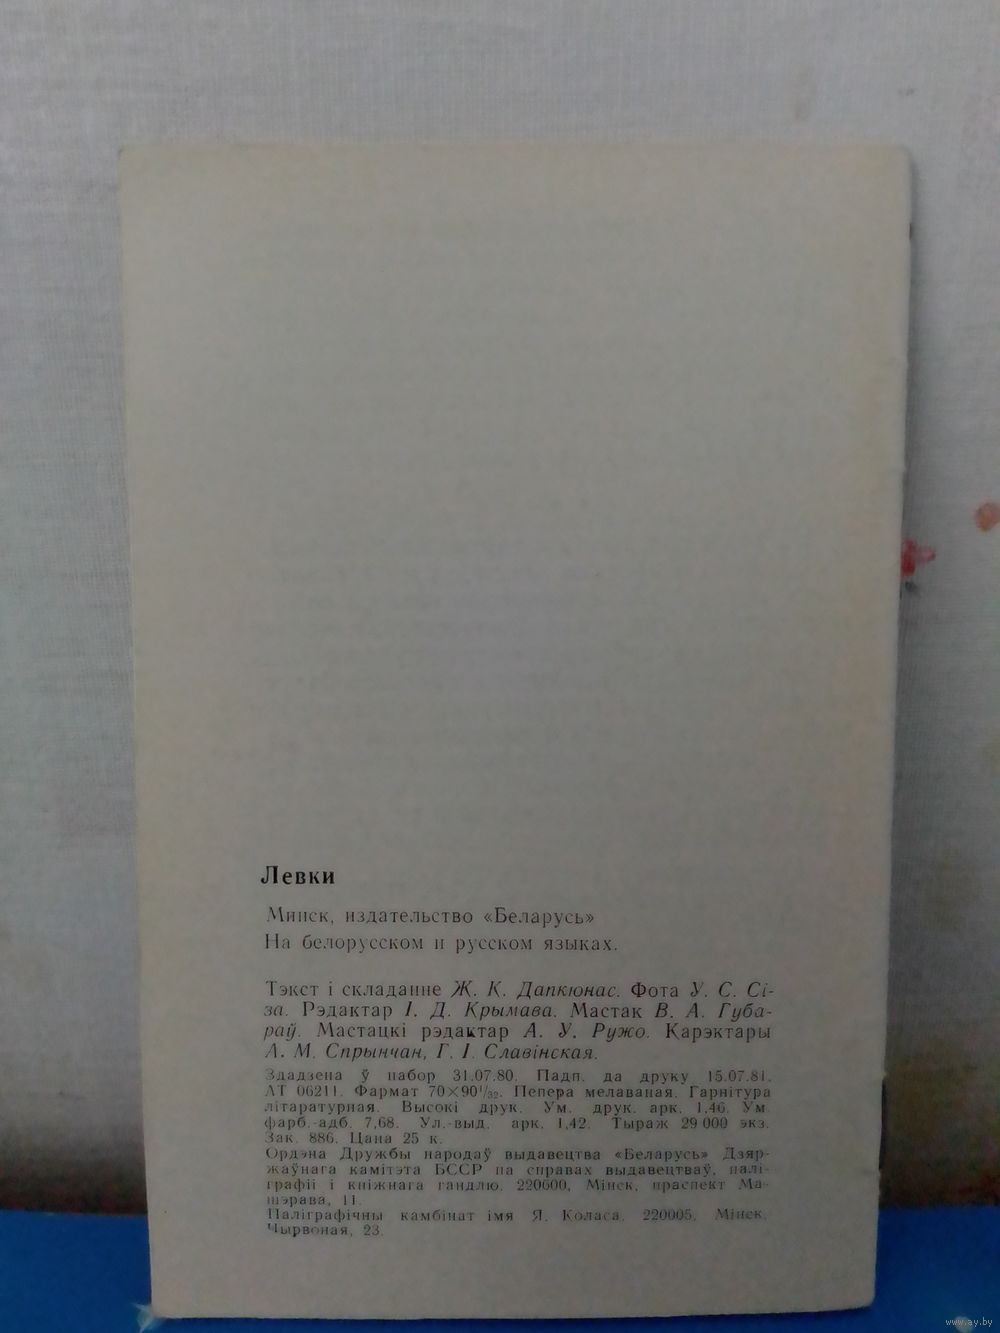 Левки
Минск, издательство «Беларусь»
На белорусском и русском языках.
Тэкст і складанне Ж. К. Дапкюнас. Фота У. С. Сі-
за. Рэдактар І. Д. Крымава. Мастак В. А. Губа-
раў. Мастацкі рэдактар А. У. Ружо. Карэктары
А. М. Спрынчан, Г. І. Славінская.
Здадзена ў набор 31.07.80. Падп. да друку 15.07.81.
АТ 06211. Фармат 70×90¹/₃₂. Пепера мелаваная. Гарнітура
літаратурная. Высокі друк. Ум. друк. арк. 1,46. Ум.
фарб.-адб. 7,68. Ул.-выд. арк. 1,42. Тыраж 29 000 экз.
Зак. 886. Цана 25 к.
Ордэна Дружбы народаў выдавецтва «Беларусь» Дзяр-
жаўнага камітэта БССР па справах выдавецтваў, палі-
графіі і кніжнага гандлю. 220600, Мінск, праспект Ма-
шэрава, 11.
Паліграфічны камбінат імя Я. Коласа. 220005, Мінск,
Чырвоная, 23.
www.ay.by